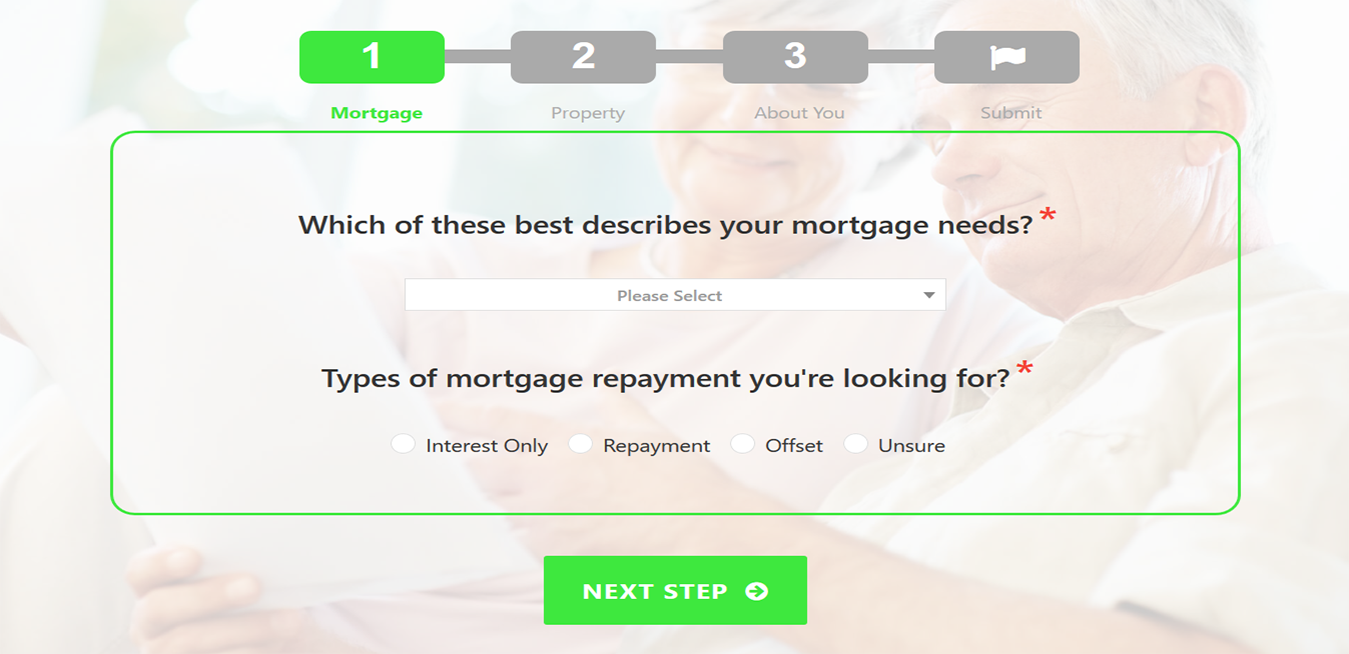 1 2 3
Mortgage Property About You Submit
Which of these best describes your mortgage needs? *
Please Select
Types of mortgage repayment you're looking for? *
Interest Only Repayment Offset Unsure
NEXT STEP